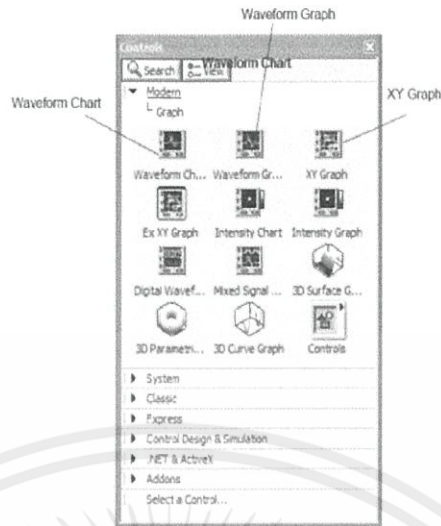 Waveform Graph
Controls
Search View
Waveform Chart
Modern
Graph
Waveform Chart
XY Graph
Waveform Ch... Waveform Gr... XY Graph
Ex XY Graph Intensity Chart Intensity Graph
Digital Wavef... Mixed Signal ... 3D Surface G...
3D Parametri... 3D Curve Graph Controls
System
Classic
Express
Control Design & Simulation
.NET & ActiveX
Addons
Select a Control...